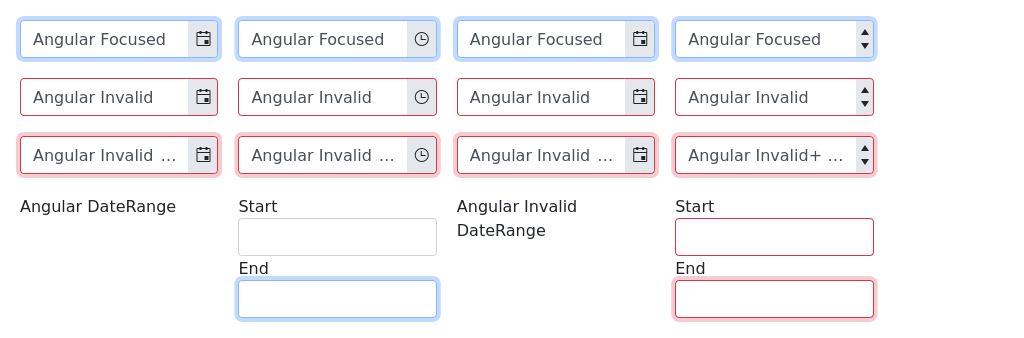 Angular Focused Angular Focused Angular Focused Angular Focused
Angular Invalid Angular Invalid Angular Invalid Angular Invalid
Angular Invalid ... Angular Invalid ... Angular Invalid ... Angular Invalid+ ...
Angular DateRange Start Angular Invalid Start
DateRange
End End